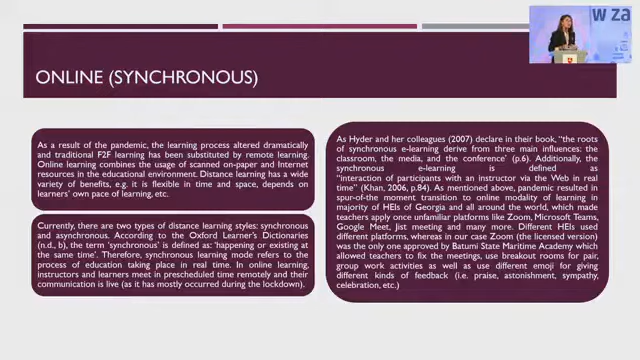 w za
ONLINE (SYNCHRONOUS)
As a result of the pandemic, the learning process altered dramatically
and traditional F2F learning has been substituted by remote learning.
Online learning combines the usage of scanned on-paper and Internet
resources in the educational environment. Distance learning has a wide
variety of benefits, e.g. it is flexible in time and space, depends on
learners' own pace of learning, etc.
Currently, there are two types of distance learning styles: synchronous
and asynchronous. According to the Oxford Learner's Dictionaries
(n.d., b), the term 'synchronous' is defined as: 'happening or existing at
the same time'. Therefore, synchronous learning mode refers to the
process of education taking place in real time. In online learning,
instructors and learners meet in prescheduled time remotely and their
communication is live (as it has mostly occurred during the lockdown).
As Hyder and her colleagues (2007) declare in their book, "the roots
of synchronous e-learning derive from three main influences: the
classroom, the media, and the conference' (p.6). Additionally, the
synchronous e-learning is defined as
"interaction of participants with an instructor via the Web in real
time" (Khan, 2006, p.84). As mentioned above, pandemic resulted in
spur-of-the moment transition to online modality of learning in
majority of HEIs of Georgia and all around the world, which made
teachers apply once unfamiliar platforms like Zoom, Microsoft Teams,
Google Meet, Jist meeting and many more. Different HEIs used
different platforms, whereas in our case Zoom (the licensed version)
was the only one approved by Batumi State Maritime Academy which
allowed teachers to fix the meetings, use breakout rooms for pair,
group work activities as well as use different emoji for giving
different kinds of feedback (i.e. praise, astonishment, sympathy,
celebration, etc.)